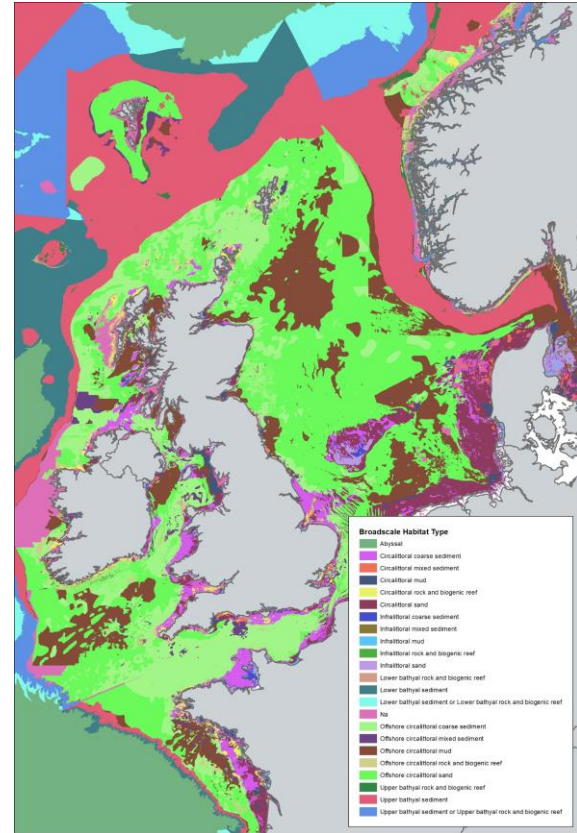 Broadscale Habitat Type
Abyssal
Circalittoral coarse sediment
Circalittoral mixed sediment
Circalittoral mud
Circalittoral rock and biogenic reef
Circalittoral sand
Infralittoral coarse sediment
Infralittoral mixed sediment
Infralittoral mud
Infralittoral rock and biogenic reef
Infralittoral sand
Lower bathyal rock and biogenic reef
Lower bathyal sediment
Lower bathyal sediment or Lower bathyal rock and biogenic reef
Na
Offshore circalittoral coarse sediment
Offshore circalittoral mixed sediment
Offshore circalittoral mud
Offshore circalittoral rock and biogenic reef
Offshore circalittoral sand
Upper bathyal rock and biogenic reef
Upper bathyal sediment
Upper bathyal sediment or Upper bathyal rock and biogenic reef